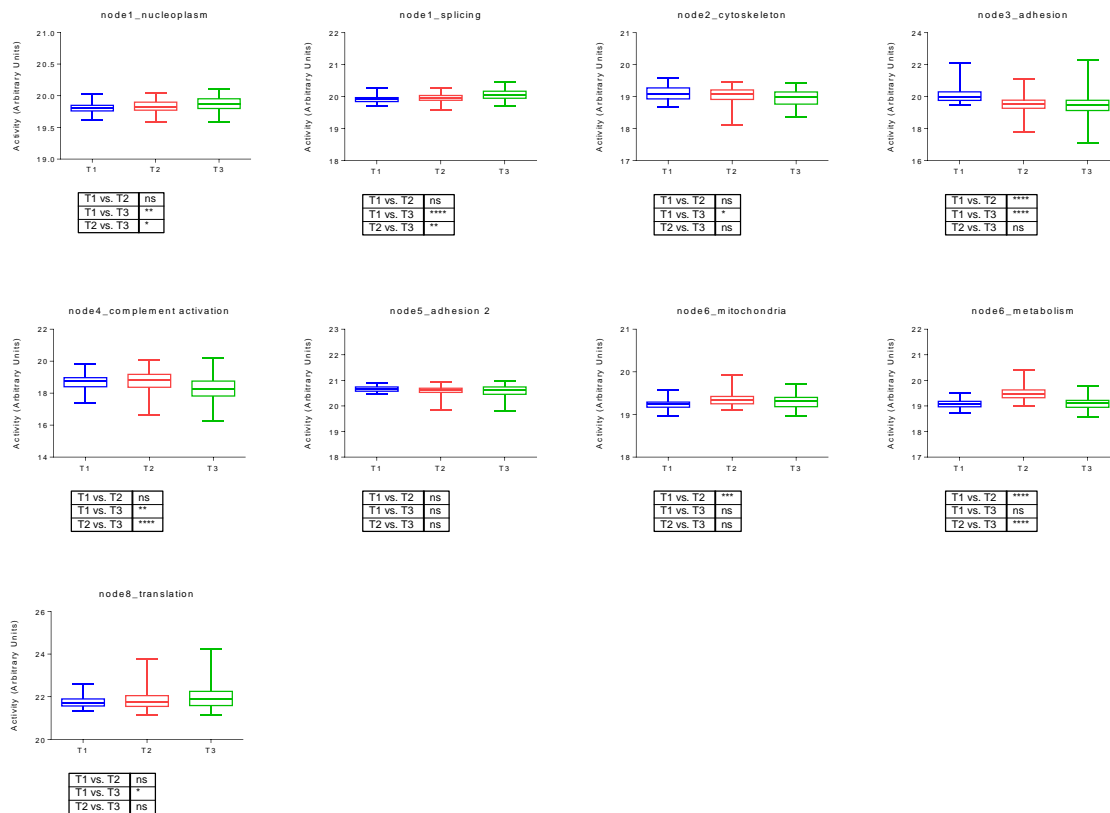 node1_nucleoplasm
Activity (Arbitrary Units)
21.0
20.5
20.0
19.5
19.0
T1 T2 T3
T1 vs. T2 ns
T1 vs. T3 **
T2 vs. T3 *
node1_splicing
Activity (Arbitrary Units)
22
21
20
19
18
T1 T2 T3
T1 vs. T2 ns
T1 vs. T3 ****
T2 vs. T3 **
node2_cytoskeleton
Activity (Arbitrary Units)
21
20
19
18
17
T1 T2 T3
T1 vs. T2 ns
T1 vs. T3 *
T2 vs. T3 ns
node3_adhesion
Activity (Arbitrary Units)
24
22
20
18
16
T1 T2 T3
T1 vs. T2 ****
T1 vs. T3 ****
T2 vs. T3 ns
node4_complement activation
Activity (Arbitrary Units)
22
20
18
16
14
T1 T2 T3
T1 vs. T2 ns
T1 vs. T3 **
T2 vs. T3 ****
node5_adhesion 2
Activity (Arbitrary Units)
23
22
21
20
19
18
T1 T2 T3
T1 vs. T2 ns
T1 vs. T3 ns
T2 vs. T3 ns
node6_mitochondria
Activity (Arbitrary Units)
21
20
19
18
T1 T2 T3
T1 vs. T2 ***
T1 vs. T3 ns
T2 vs. T3 ns
node6_metabolism
Activity (Arbitrary Units)
22
21
20
19
18
17
T1 T2 T3
T1 vs. T2 ****
T1 vs. T3 ns
T2 vs. T3 ****
node8_translation
Activity (Arbitrary Units)
26
24
22
20
T1 T2 T3
T1 vs. T2 ns
T1 vs. T3 *
T2 vs. T3 ns